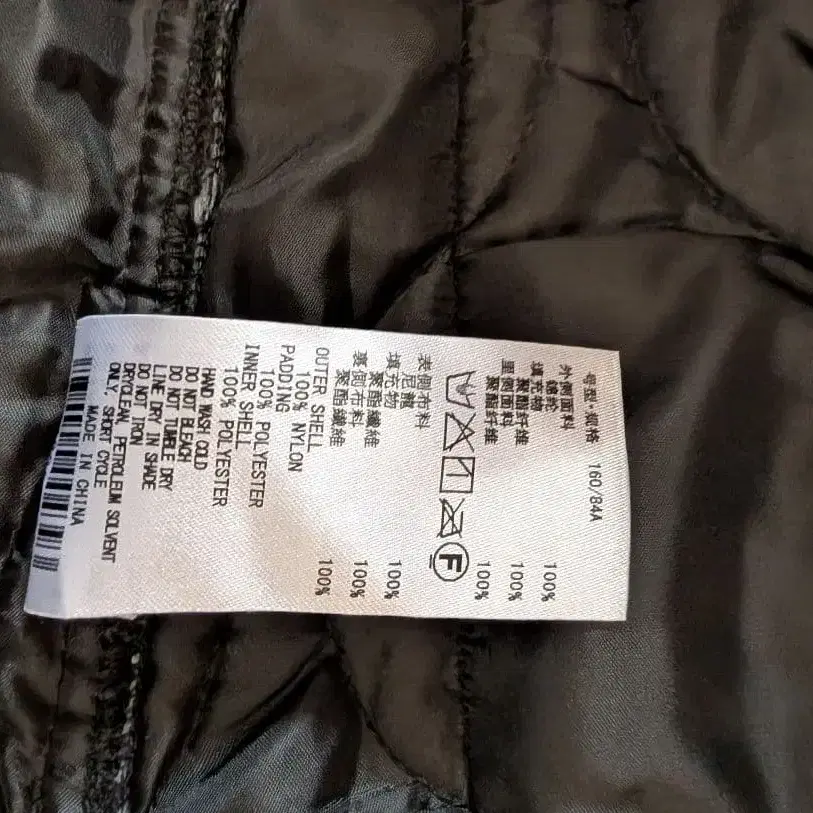 号型·规格 160/84A
外侧面料
锦纶 100%
填充物
聚酯纤维 100%
里侧面料
聚酯纤维 100%
F
表側布料
尼龍 100%
填充物
聚酯纖維 100%
裏側布料
聚酯纖維 100%
OUTER SHELL
100% NYLON
PADDING
100% POLYESTER
INNER SHELL
100% POLYESTER
HAND WASH COLD
DO NOT BLEACH
DO NOT TUMBLE DRY
LINE DRY IN SHADE
DO NOT IRON
DRYCLEAN, PETROLEUM SOLVENT
ONLY, SHORT CYCLE
MADE IN CHINA